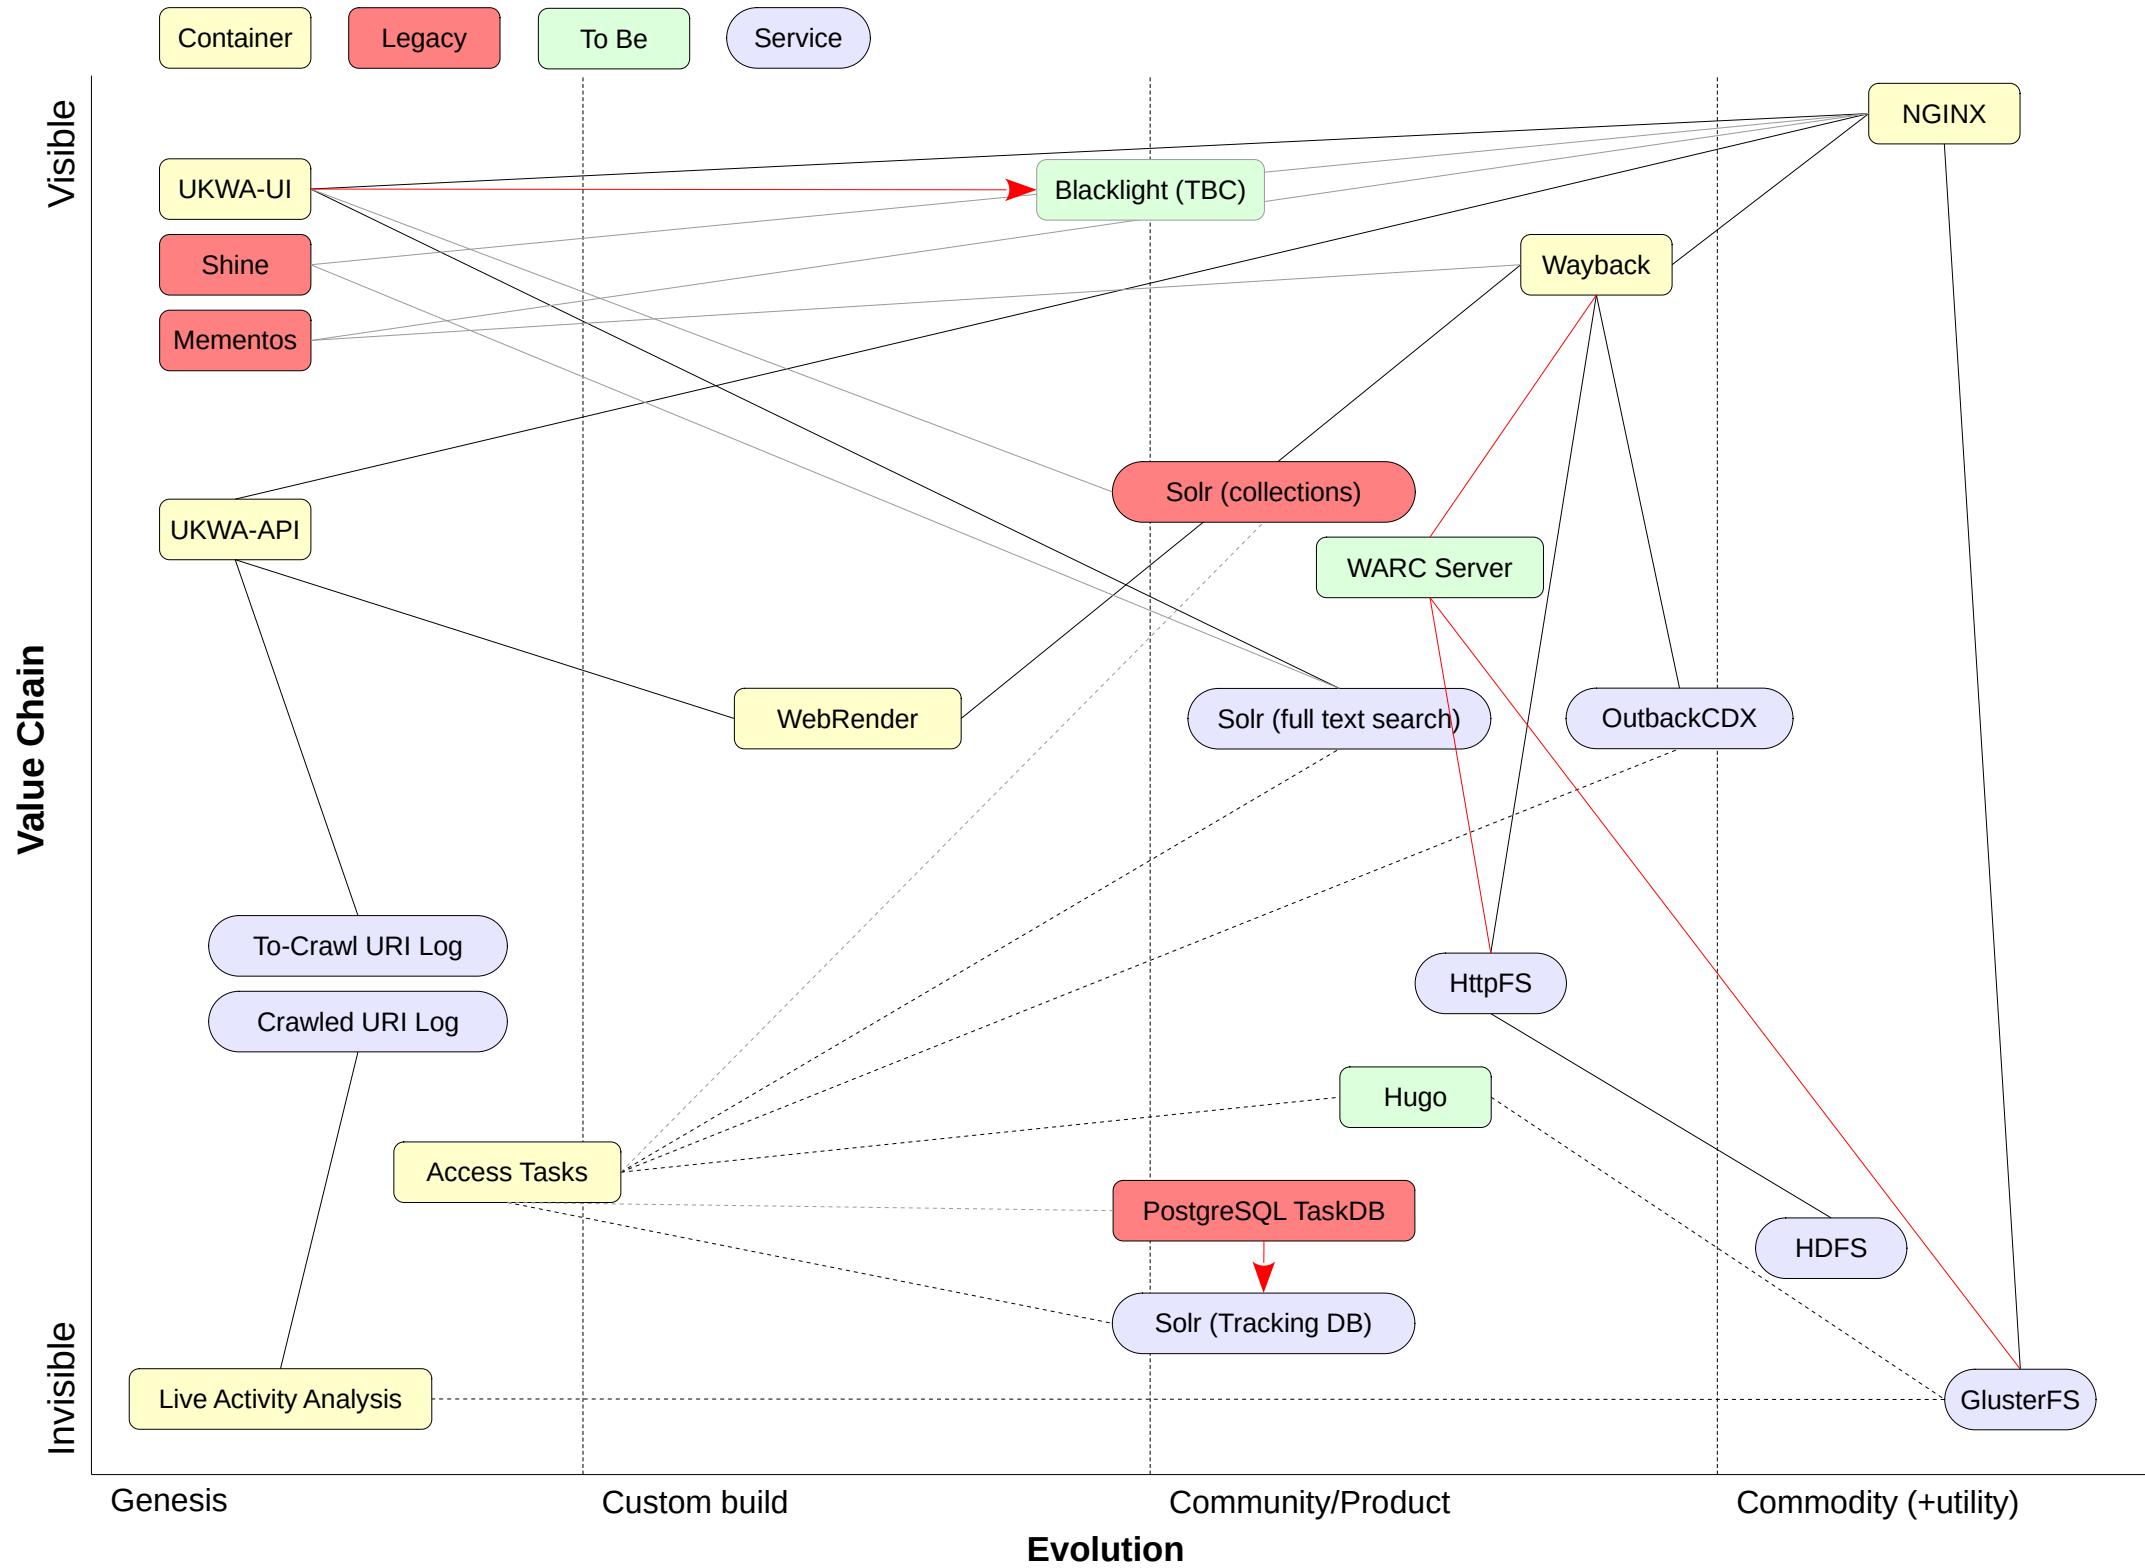 Container
Legacy
To Be
Service
Visible
NGINX
UKWA-UI
Blacklight (TBC)
Shine
Wayback
Mementos
Solr (collections)
UKWA-API
WARC Server
Value Chain
WebRender
Solr (full text search)
OutbackCDX
To-Crawl URI Log
HttpFS
Crawled URI Log
Hugo
Access Tasks
PostgreSQL TaskDB
HDFS
Solr (Tracking DB)
Invisible
Live Activity Analysis
GlusterFS
Genesis
Custom build
Community/Product
Commodity (+utility)
Evolution